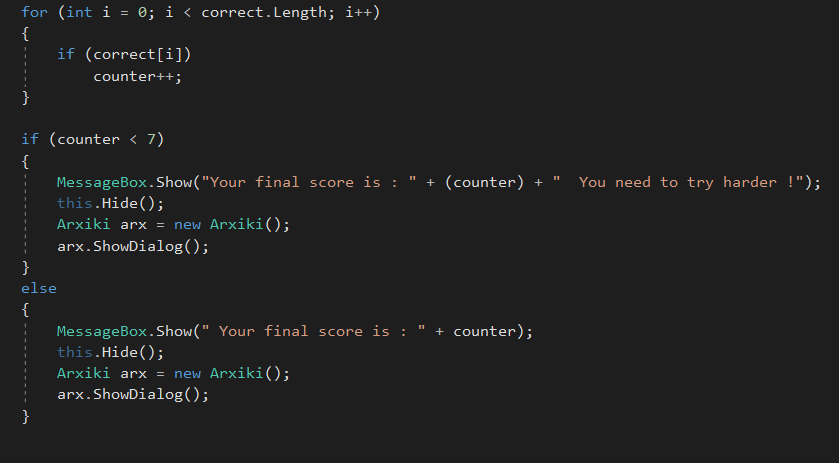 for (int i = 0; i < correct.Length; i++)
{
if (correct[i])
counter++;
}
if (counter < 7)
{
MessageBox.Show("Your final score is : " + (counter) + "  You need to try harder !");
this.Hide();
Arxiki arx = new Arxiki();
arx.ShowDialog();
}
else
{
MessageBox.Show(" Your final score is : " + counter);
this.Hide();
Arxiki arx = new Arxiki();
arx.ShowDialog();
}